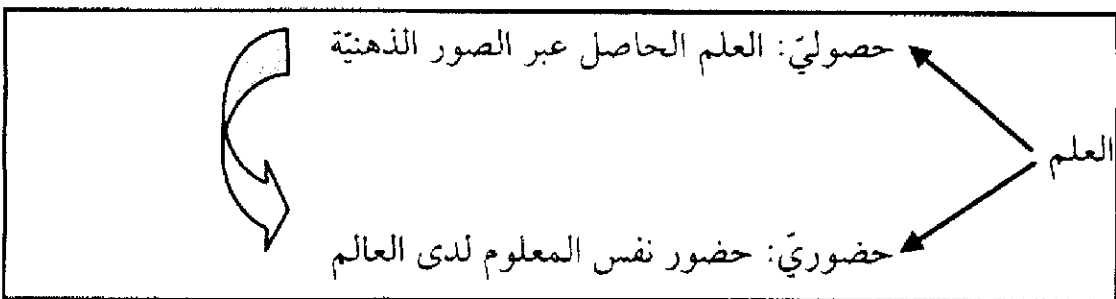 حصوليّ: العلم الحاصل عبر الصور الذهنيّة
العلم
حضوريّ: حضور نفس المعلوم لدى العالم